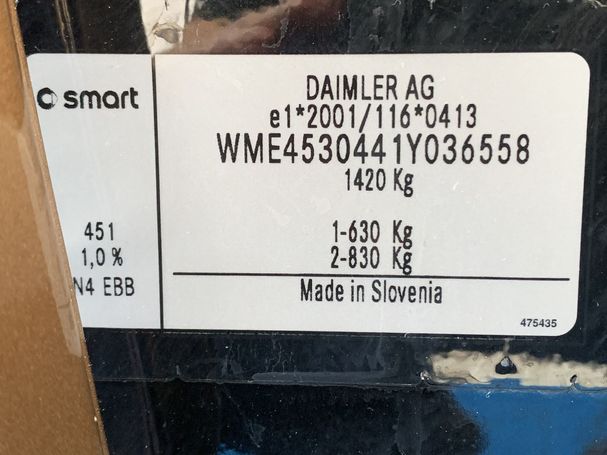 smart
451
1,0 %
N4 EBB
DAIMLER AG
e1*2001/116*0413
WME4530441Y036558
1420 Kg
1-630 Kg
2-830 Kg
Made in Slovenia
475435